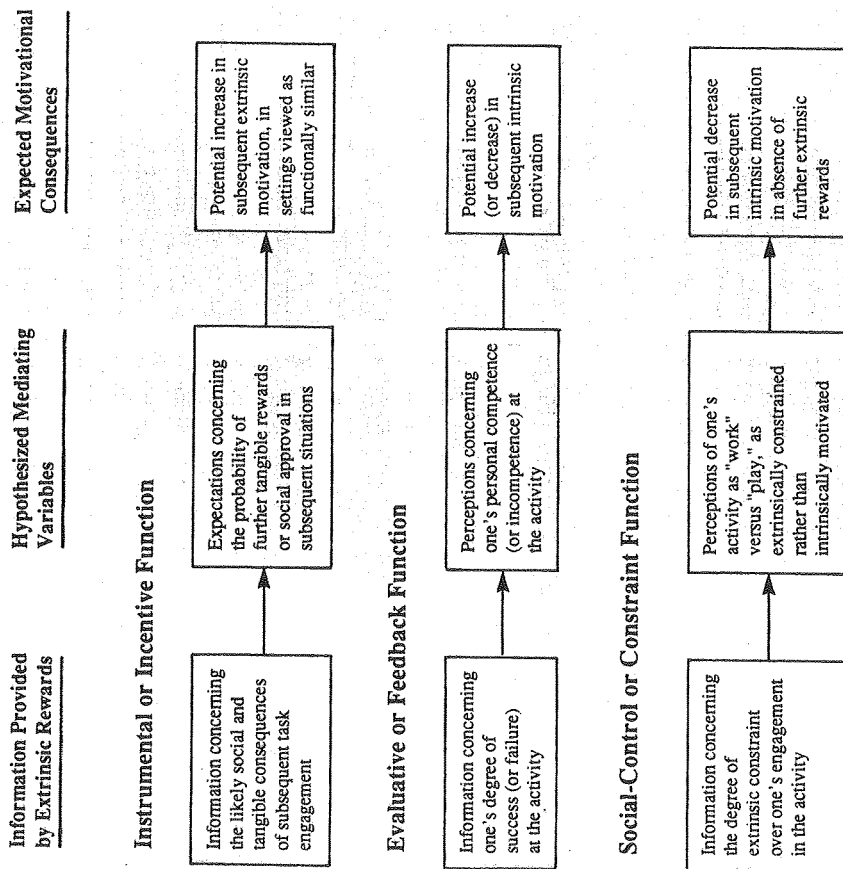 Information Provided
by Extrinsic Rewards
Hypothesized Mediating
Variables
Expected Motivational
Consequences
Instrumental or Incentive Function
Information concerning
the likely social and
tangible consequences
of subsequent task
engagement
Expectations concerning
the probability of
further tangible rewards
or social approval in
subsequent situations
Potential increase in
subsequent extrinsic
motivation, in
settings viewed as
functionally similar
Evaluative or Feedback Function
Information concerning
one's degree of
success (or failure)
at the activity
Perceptions concerning
one's personal competence
(or incompetence) at
the activity
Potential increase
(or decrease) in
subsequent intrinsic
motivation
Social-Control or Constraint Function
Information concerning
the degree of
extrinsic constraint
over one's engagement
in the activity
Perceptions of one's
activity as "work"
versus "play," as
extrinsically constrained
rather than
intrinsically motivated
Potential decrease
in subsequent
intrinsic motivation
in absence of
further extrinsic
rewards